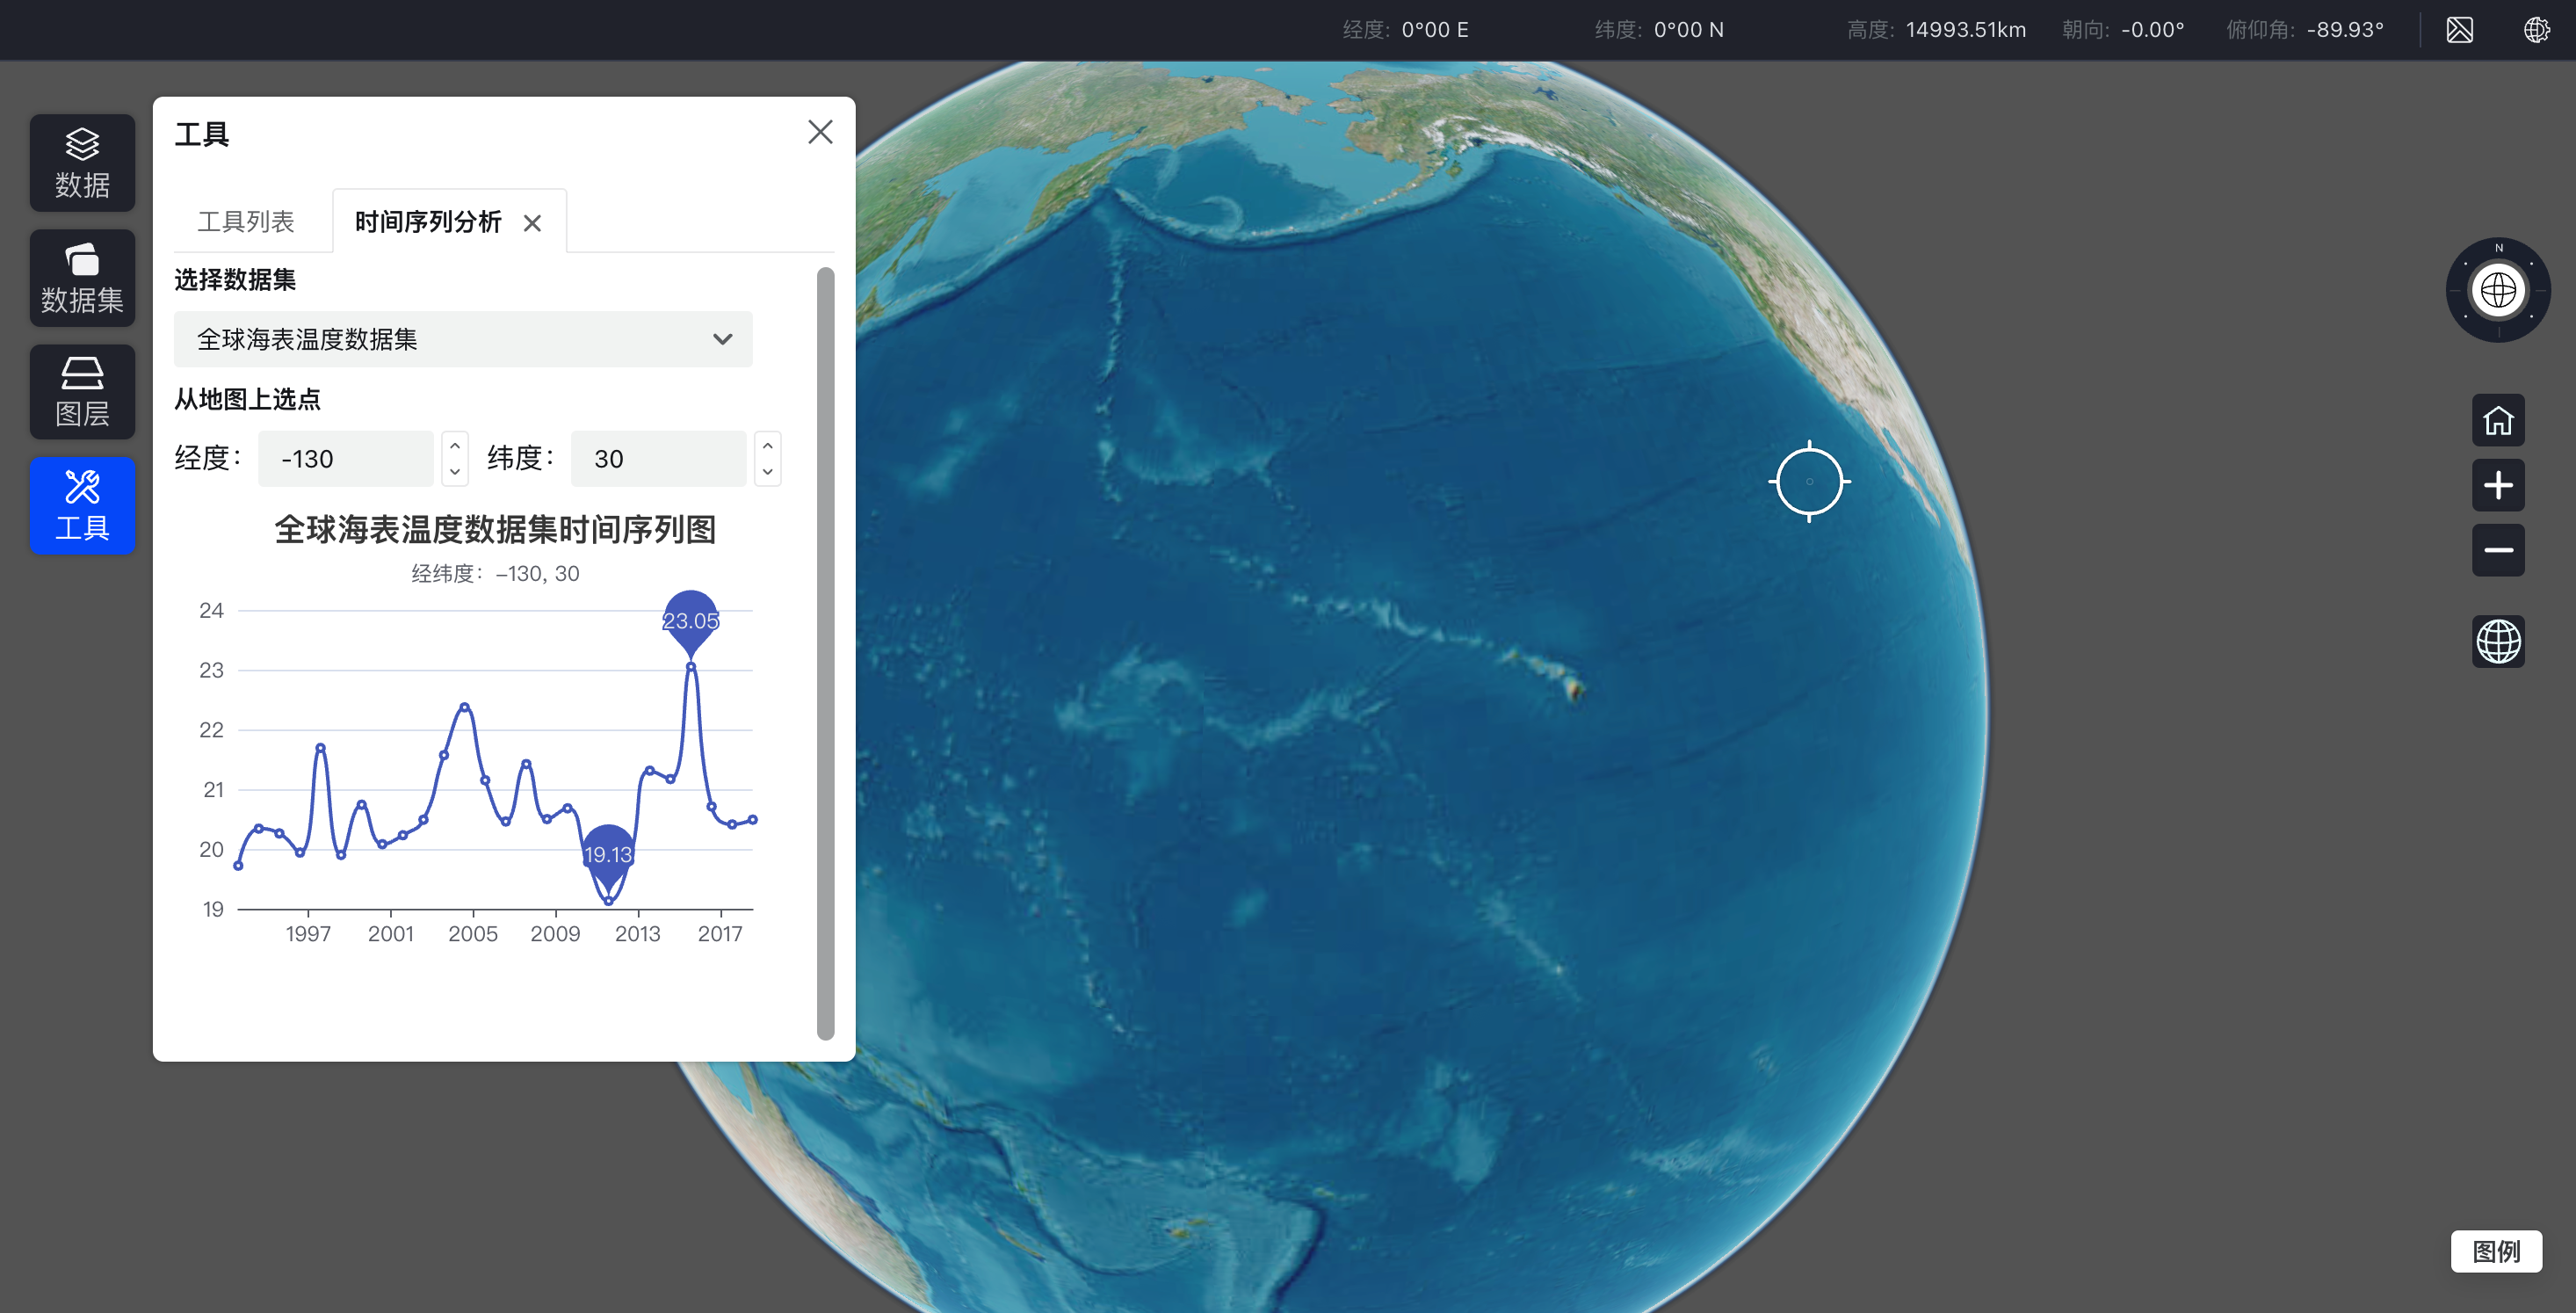 经度: 0°00 E 纬度: 0°00 N 高度: 14993.51km 朝向: -0.00° 俯仰角: -89.93°
数据
数据集
图层
工具
工具
工具列表 时间序列分析
选择数据集
全球海表温度数据集
从地图上选点
经度： -130 纬度： 30
全球海表温度数据集时间序列图
经纬度：-130, 30
24
23
22
21
20
19
23.05
19.13
1997 2001 2005 2009 2013 2017
N
图例